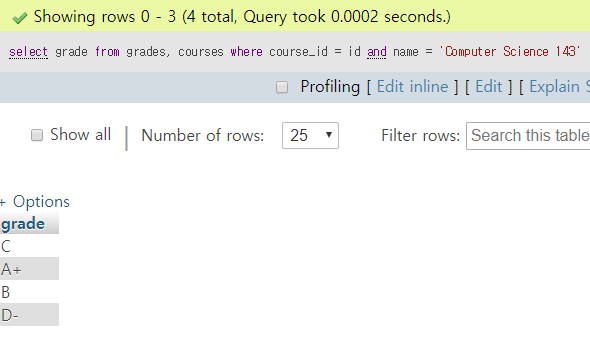 Showing rows 0 - 3 (4 total, Query took 0.0002 seconds.)
select grade from grades, courses where course_id = id and name = 'Computer Science 143'
Profiling [ Edit inline ] [ Edit ] [ Explain S
Show all | Number of rows: 25 Filter rows: Search this table
+ Options
grade
C
A+
B
D-